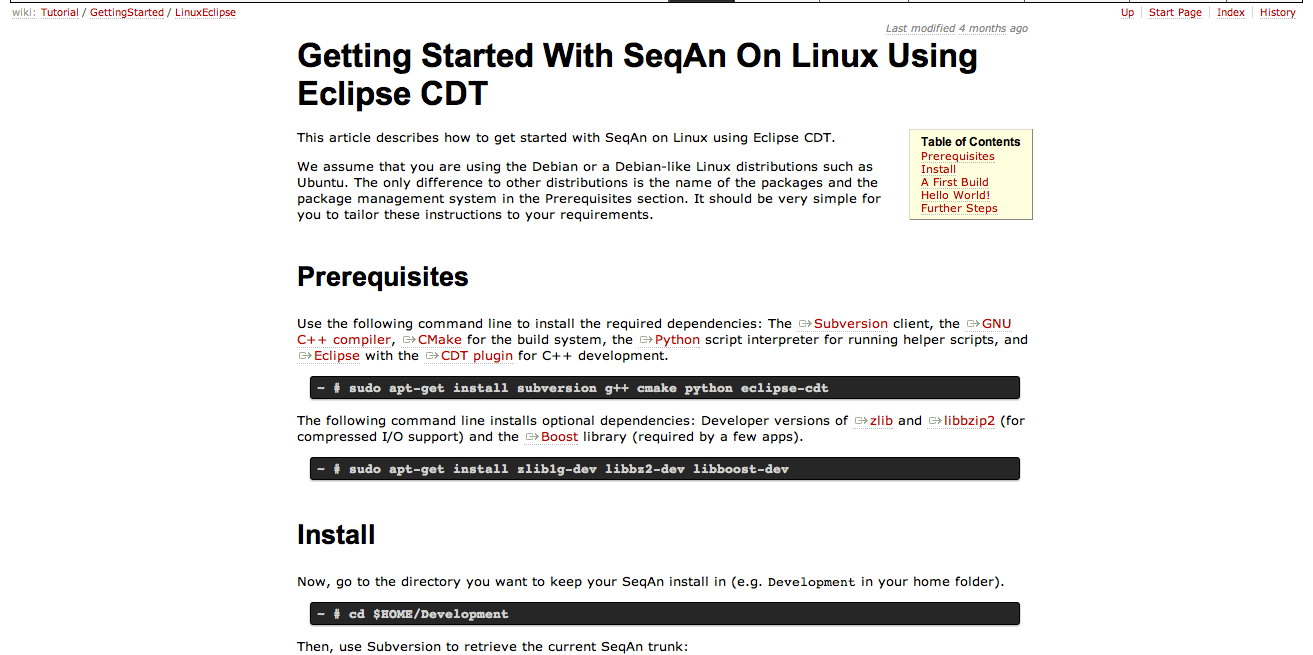 wiki: Tutorial / GettingStarted / LinuxEclipse
Up Start Page Index History
Last modified 4 months ago
Getting Started With SeqAn On Linux Using
Eclipse CDT
This article describes how to get started with SeqAn on Linux using Eclipse CDT.
We assume that you are using the Debian or a Debian-like Linux distributions such as
Ubuntu. The only difference to other distributions is the name of the packages and the
package management system in the Prerequisites section. It should be very simple for
you to tailor these instructions to your requirements.
Table of Contents
Prerequisites
Install
A First Build
Hello World!
Further Steps
Prerequisites
Use the following command line to install the required dependencies: The Subversion client, the GNU
C++ compiler, CMake for the build system, the Python script interpreter for running helper scripts, and
Eclipse with the CDT plugin for C++ development.
~ # sudo apt-get install subversion g++ cmake python eclipse-cdt
The following command line installs optional dependencies: Developer versions of zlib and libbzip2 (for
compressed I/O support) and the Boost library (required by a few apps).
~ # sudo apt-get install zlib1g-dev libbz2-dev libboost-dev
Install
Now, go to the directory you want to keep your SeqAn install in (e.g. Development in your home folder).
~ # cd $HOME/Development
Then, use Subversion to retrieve the current SeqAn trunk: